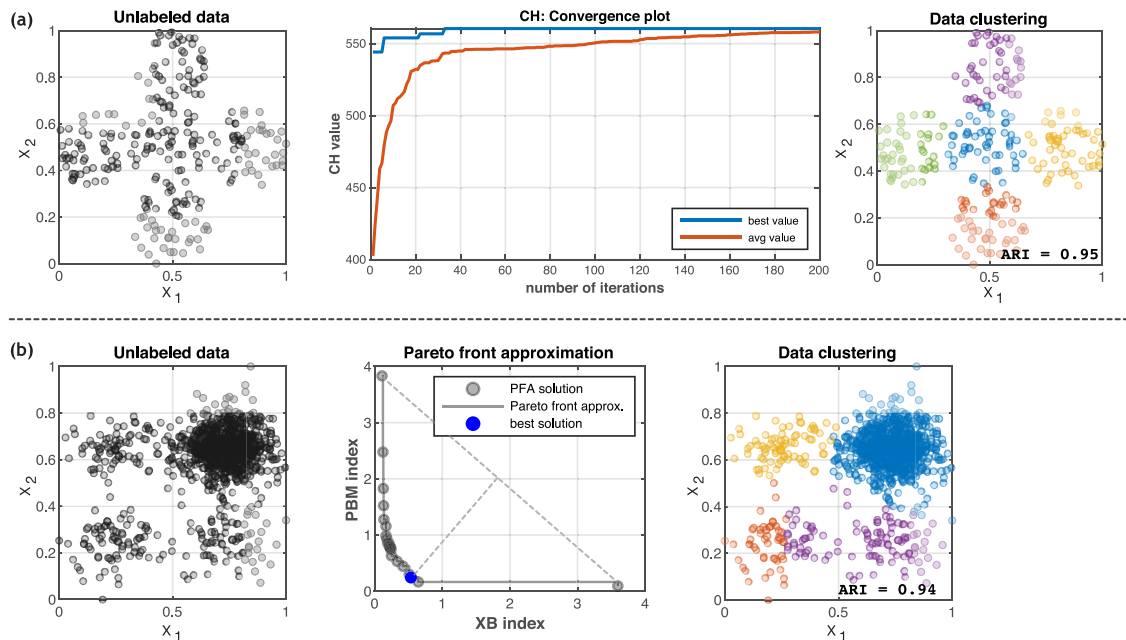 (a)
Unlabeled data
1
0.8
0.6
0.4
0.2
0
X2
0
0.5
1
X1
CH: Convergence plot
550
500
450
400
CH value
0
20
40
60
80
100
120
140
160
180
200
number of iterations
best value
avg value
Data clustering
1
0.8
0.6
0.4
0.2
0
X2
0
0.5
1
X1
ARI = 0.95
(b)
Unlabeled data
1
0.8
0.6
0.4
0.2
0
X2
0
0.5
1
X1
Pareto front approximation
4
3
2
1
0
PBM index
0
1
2
3
4
XB index
PFA solution
Pareto front approx.
best solution
Data clustering
1
0.8
0.6
0.4
0.2
0
X2
0
0.5
1
X1
ARI = 0.94